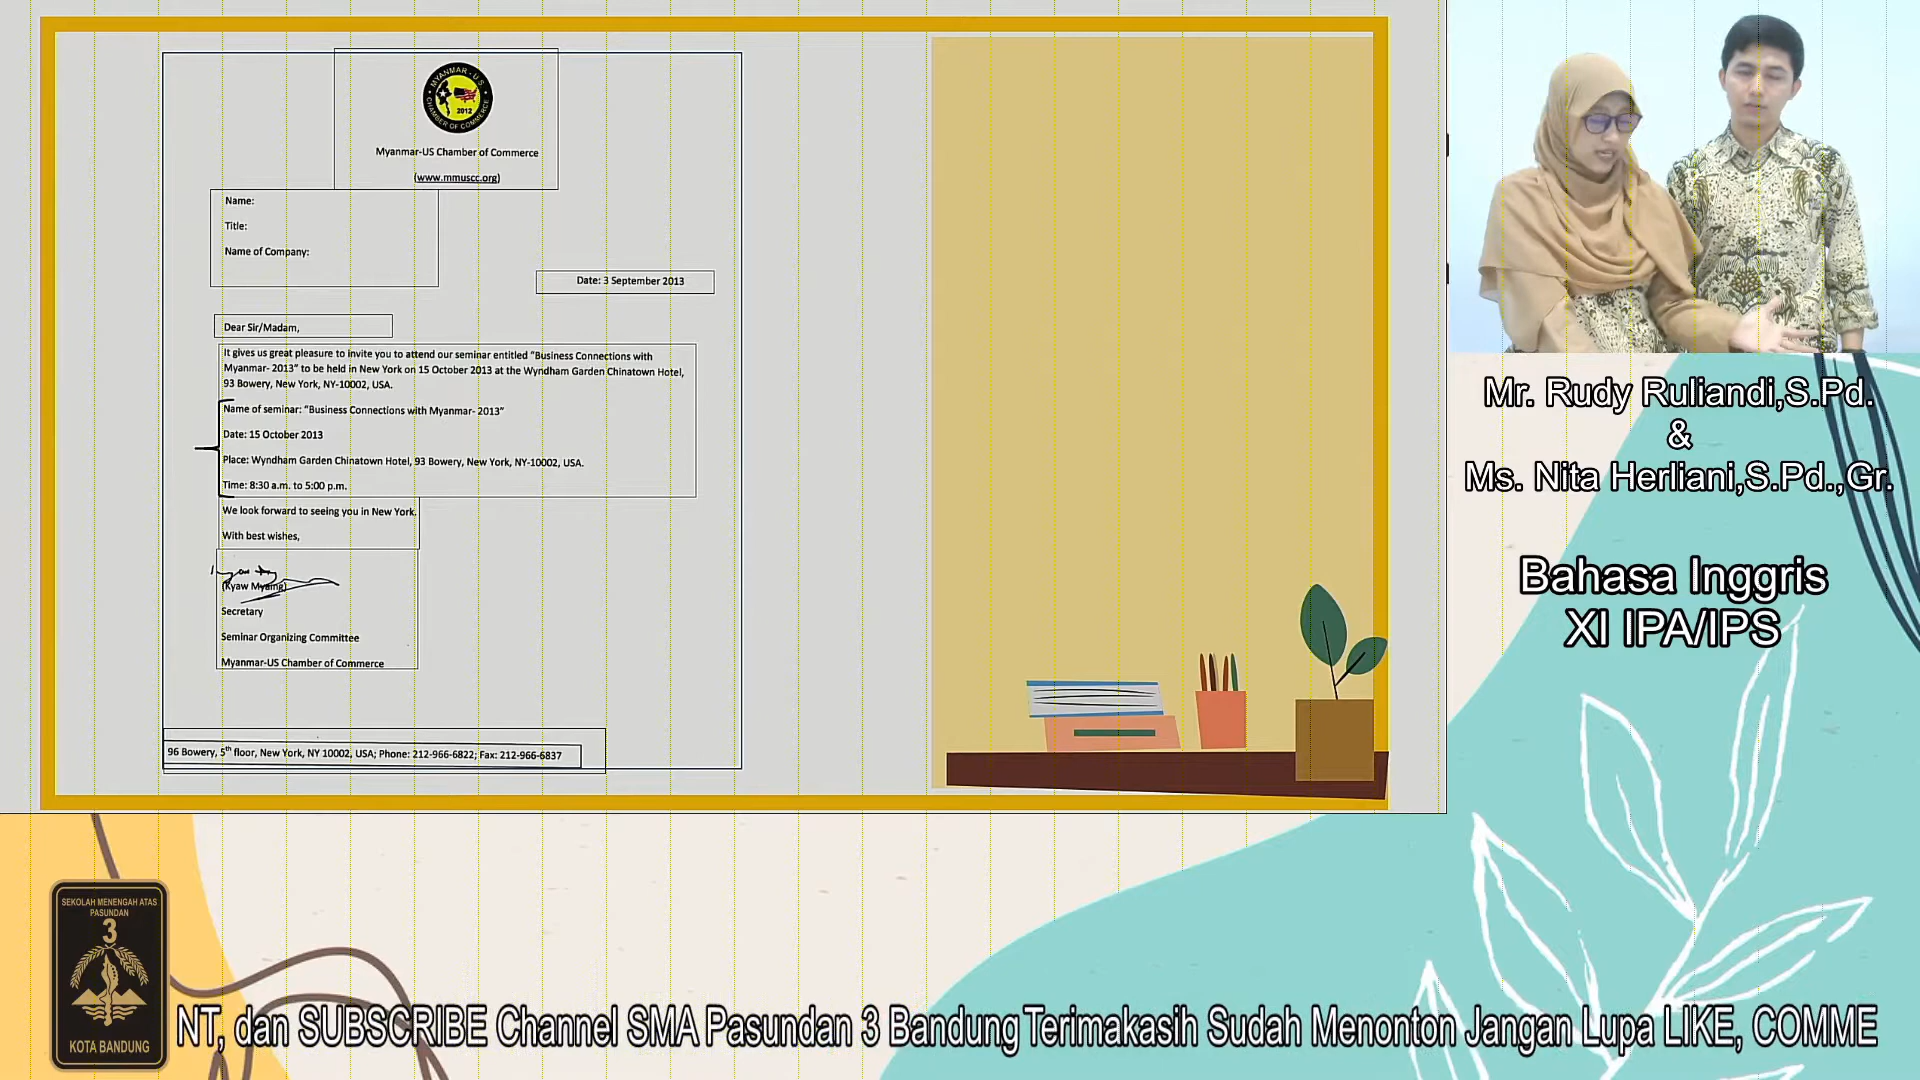 MYANMAR - U.S.
2012
CHAMBER OF COMMERCE
Myanmar-US Chamber of Commerce
(www.mmuscc.org)
Name:
Title:
Name of Company:
Date: 3 September 2013
Dear Sir/Madam,
It gives us great pleasure to invite you to attend our seminar entitled “Business Connections with
Myanmar- 2013” to be held in New York on 15 October 2013 at the Wyndham Garden Chinatown Hotel,
93 Bowery, New York, NY-10002, USA.
Name of seminar: “Business Connections with Myanmar- 2013”
Date: 15 October 2013
Place: Wyndham Garden Chinatown Hotel, 93 Bowery, New York, NY-10002, USA.
Time: 8:30 a.m. to 5:00 p.m.
We look forward to seeing you in New York.
With best wishes,
(Kyaw Myaing)
Secretary
Seminar Organizing Committee
Myanmar-US Chamber of Commerce
96 Bowery, 5th floor, New York, NY 10002, USA; Phone: 212-966-6822; Fax: 212-966-6837
Mr. Rudy Ruliandi,S.Pd.
&
Ms. Nita Herliani,S.Pd.,Gr.
Bahasa Inggris
XI IPA/IPS
SEKOLAH MENENGAH ATAS
PASUNDAN
3
KOTA BANDUNG
NT, dan SUBSCRIBE Channel SMA Pasundan 3 Bandung Terimakasih Sudah Menonton Jangan Lupa LIKE, COMME